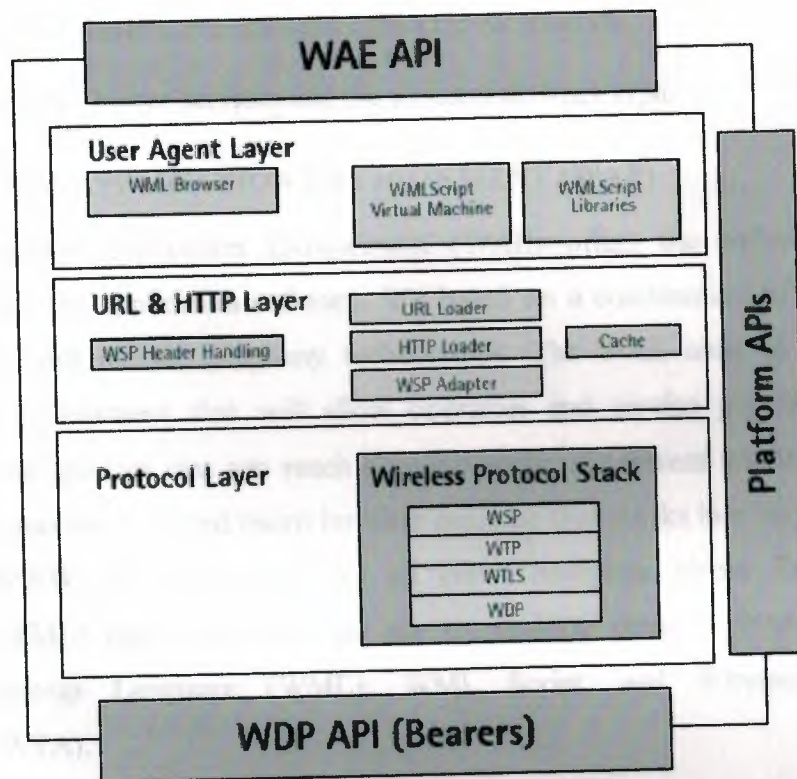 WAE API
User Agent Layer
WML Browser
WMLScript
Virtual Machine
WMLScript
Libraries
URL & HTTP Layer
WSP Header Handling
URL Loader
HTTP Loader
WSP Adapter
Cache
Protocol Layer
Wireless Protocol Stack
WSP
WTP
WTLS
WDP
Platform APIs
WDP API (Bearers)